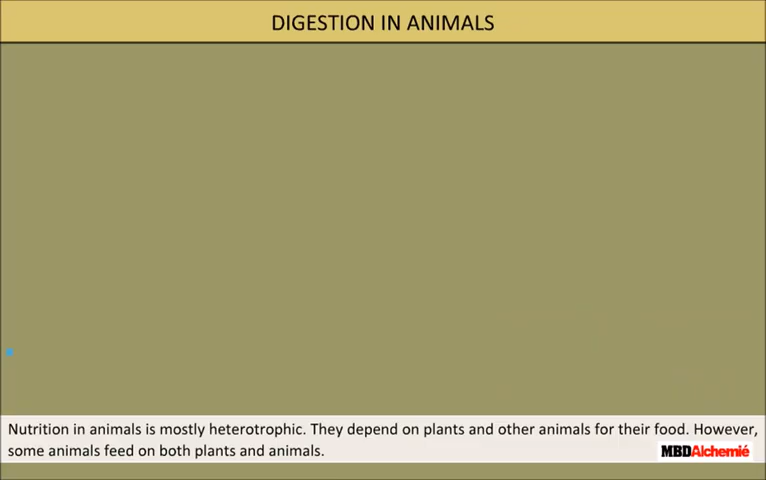 DIGESTION IN ANIMALS
Nutrition in animals is mostly heterotrophic. They depend on plants and other animals for their food. However,
some animals feed on both plants and animals.
MBDAlchemié